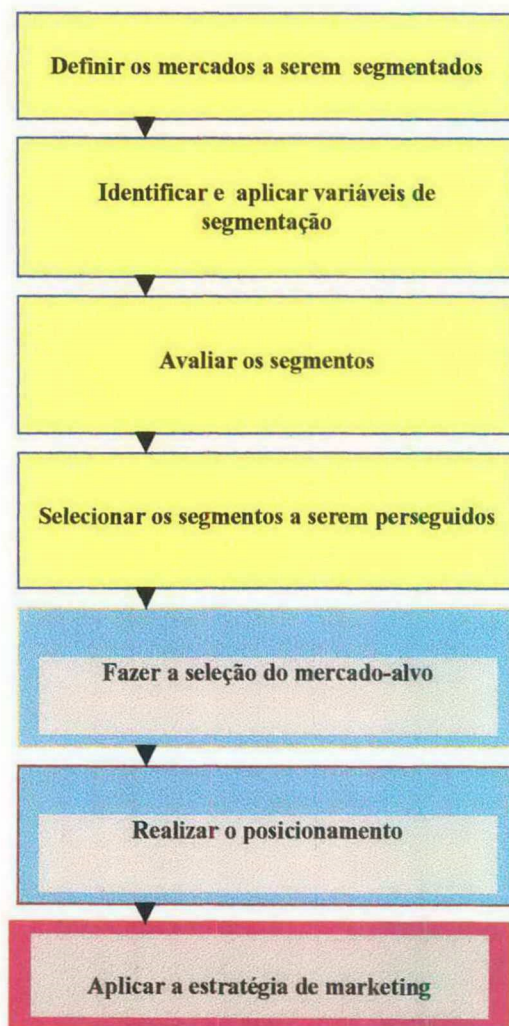 Definir os mercados a serem segmentados
Identificar e aplicar variáveis de
segmentação
Avaliar os segmentos
Selecionar os segmentos a serem perseguidos
Fazer a seleção do mercado-alvo
Realizar o posicionamento
Aplicar a estratégia de marketing